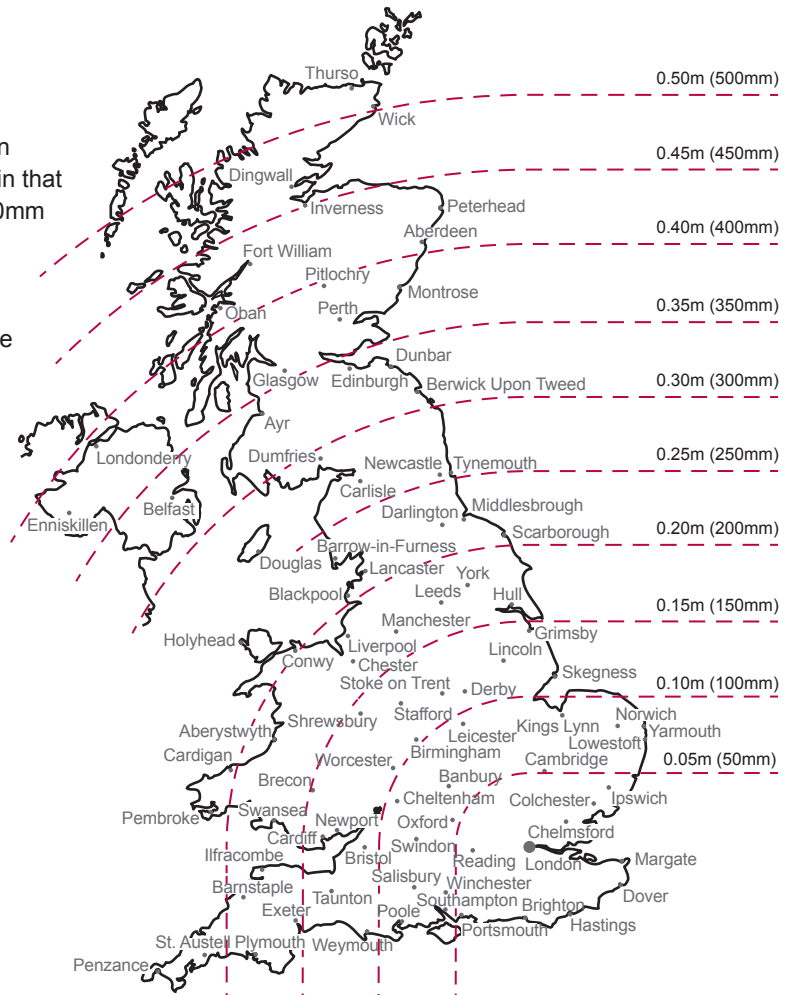 Thurso
0.50m (500mm)
Wick
n
in that
0mm
e
0.45m (450mm)
Dingwall
Inverness
Peterhead
Aberdeen
0.40m (400mm)
Fort William
Pitlochry
Montrose
Oban
Perth
0.35m (350mm)
Dunbar
Glasgow
Edinburgh
Berwick Upon Tweed
0.30m (300mm)
Ayr
Londonderry
Dumfries
Newcastle
Tynemouth
0.25m (250mm)
Carlisle
Enniskillen
Belfast
Darlington
Middlesbrough
Scarborough
0.20m (200mm)
Douglas
Barrow-in-Furness
Lancaster
York
Blackpool
Leeds
Hull
0.15m (150mm)
Manchester
Grimsby
Holyhead
Conwy
Liverpool
Chester
Lincoln
Skegness
Stoke on Trent
Derby
0.10m (100mm)
Shrewsbury
Stafford
Leicester
Kings Lynn
Norwich
Yarmouth
Aberystwyth
Birmingham
Lowestoft
Cardigan
Worcester
Cambridge
0.05m (50mm)
Brecon
Banbury
Pembroke
Swansea
Newport
Cheltenham
Colchester
Ipswich
Oxford
Chelmsford
Cardiff
Swindon
Ilfracombe
Bristol
Reading
London
Margate
Salisbury
Barnstaple
Taunton
Winchester
Southampton
Dover
Exeter
Poole
Brighton
Hastings
St. Austell
Plymouth
Weymouth
Portsmouth
Penzance